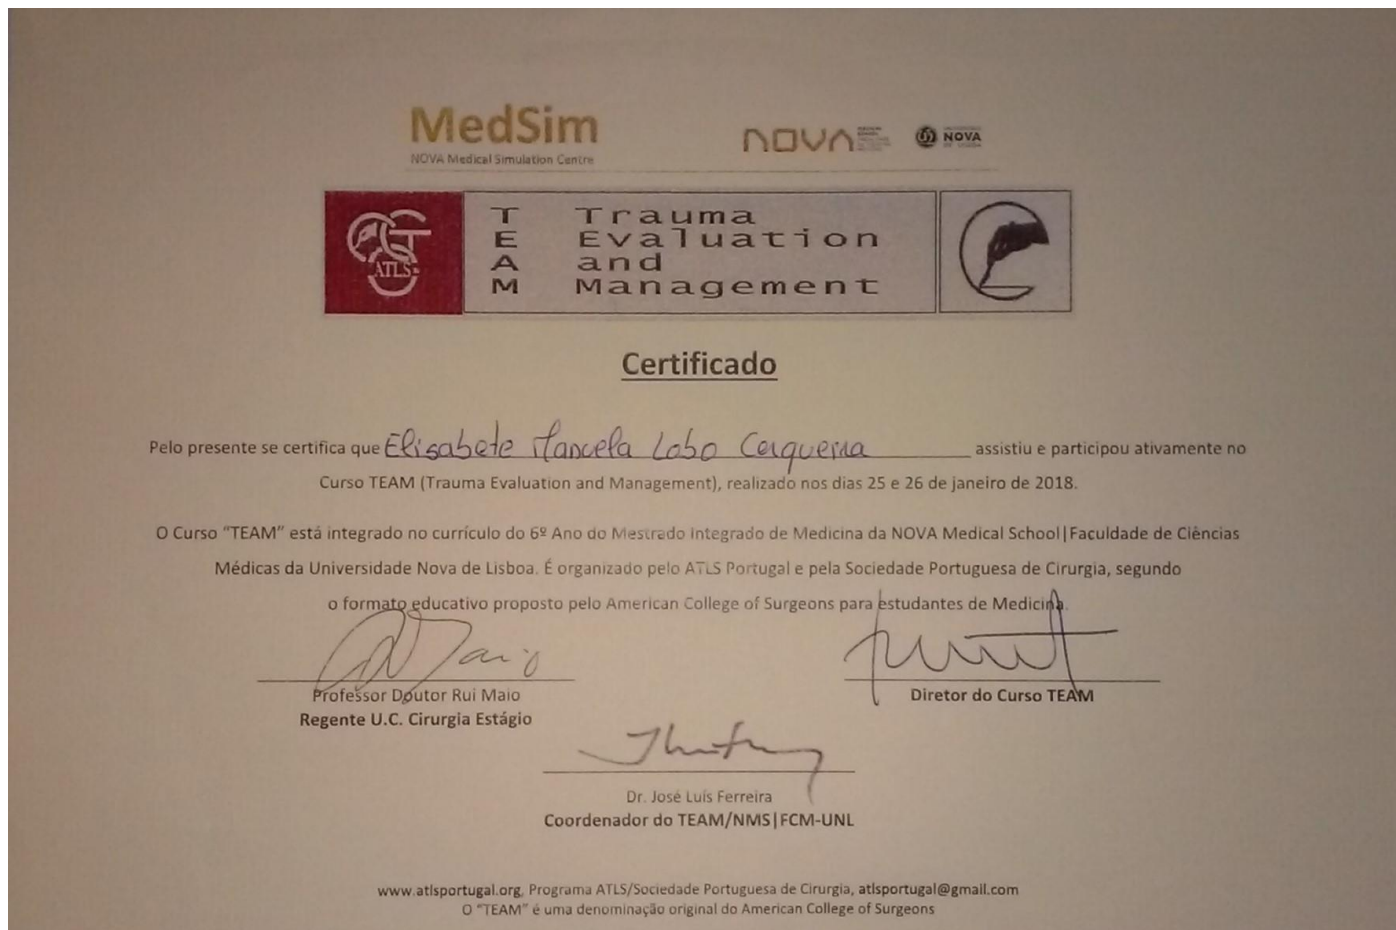 MedSim
NOVA Medical Simulation Centre
NOVA
NOVA
ATLS
T Trauma
E Evaluation
A and
M Management
Certificado
Pelo presente se certifica que Elisabete Marcela Lobo Cerqueira assistiu e participou ativamente no
Curso TEAM (Trauma Evaluation and Management), realizado nos dias 25 e 26 de janeiro de 2018.
O Curso “TEAM” está integrado no currículo do 6º Ano do Mestrado Integrado de Medicina da NOVA Medical School|Faculdade de Ciências
Médicas da Universidade Nova de Lisboa. É organizado pelo ATLS Portugal e pela Sociedade Portuguesa de Cirurgia, segundo
o formato educativo proposto pelo American College of Surgeons para estudantes de Medicina.
Professor Doutor Rui Maio
Regente U.C. Cirurgia Estágio
Diretor do Curso TEAM
Dr. José Luís Ferreira
Coordenador do TEAM/NMS|FCM-UNL
www.atlsportugal.org, Programa ATLS/Sociedade Portuguesa de Cirurgia, atlsportugal@gmail.com
O “TEAM” é uma denominação original do American College of Surgeons